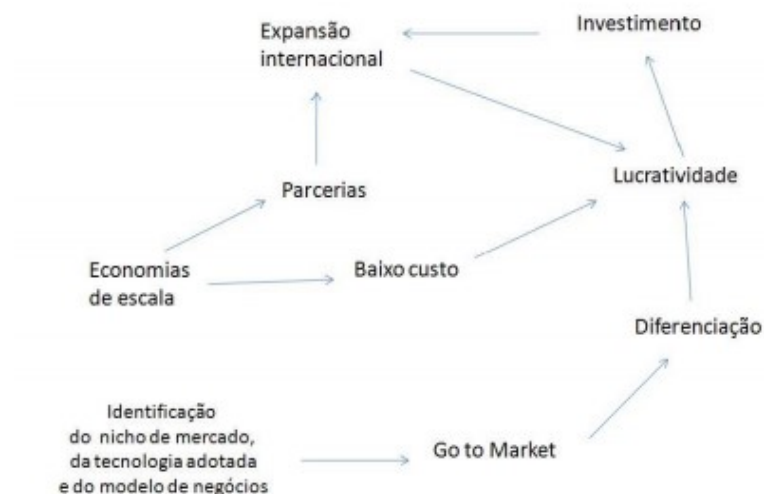 Expansão
internacional
Investimento
Parcerias
Lucratividade
Economias
de escala
Baixo custo
Diferenciação
Identificação
do nicho de mercado,
da tecnologia adotada
e do modelo de negócios
Go to Market